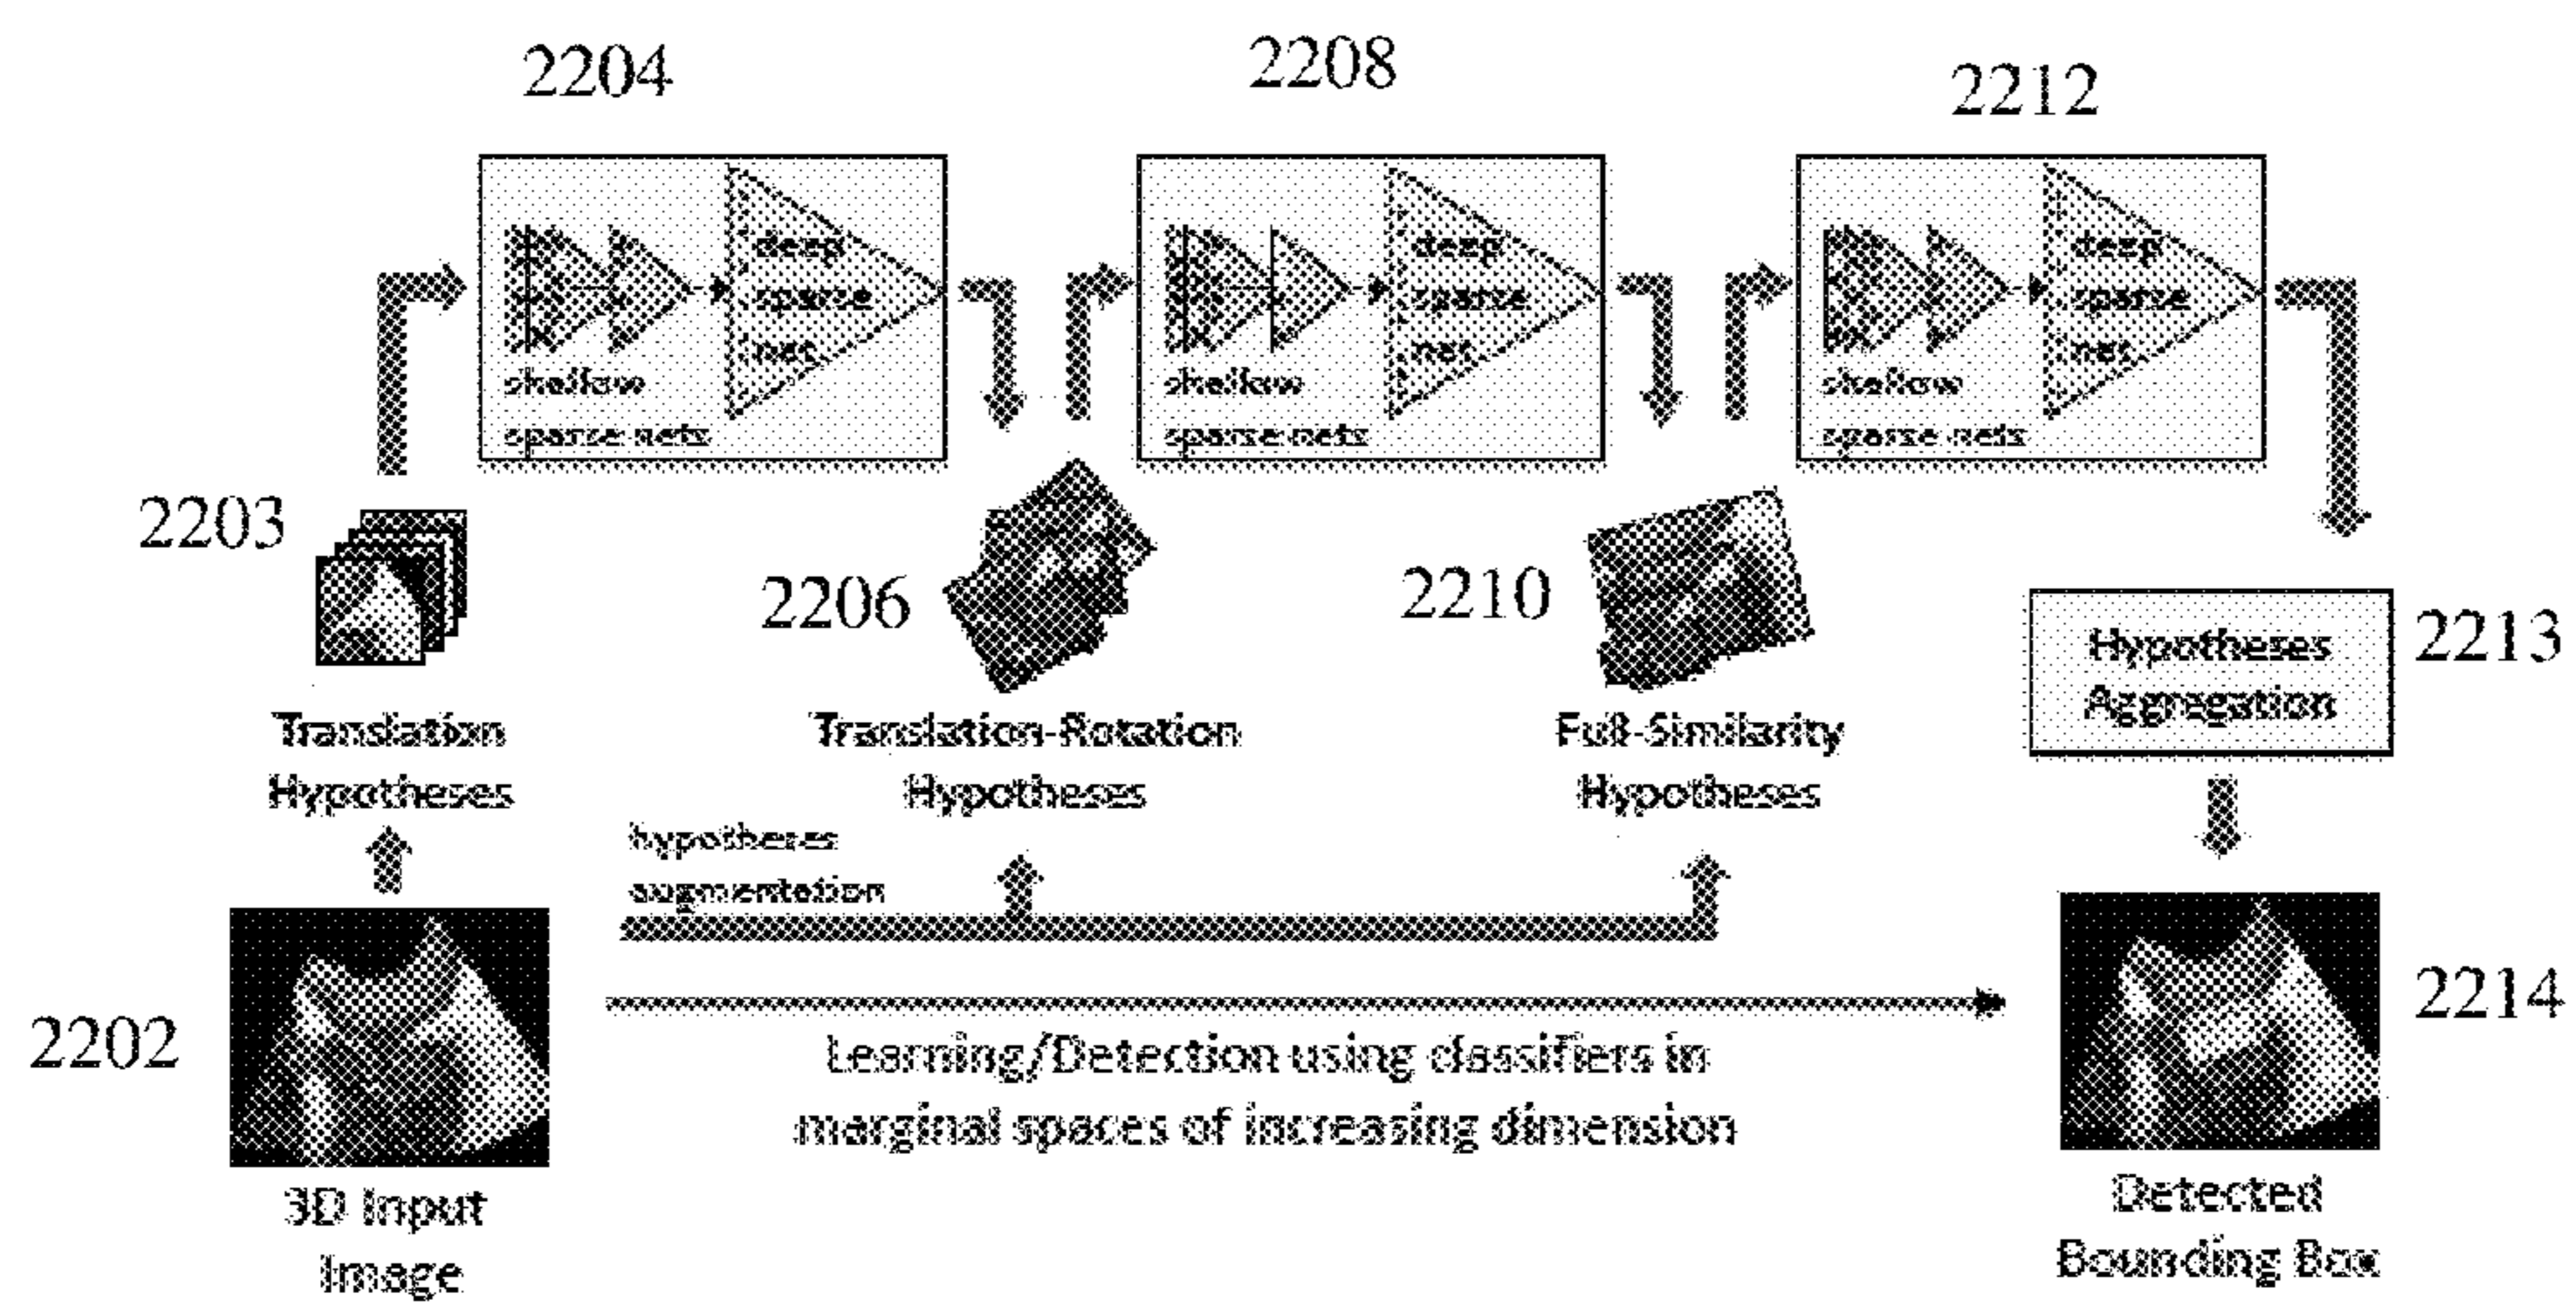 2204
2208
2212
deep
sparse
net
shallow
sparse nets
deep
sparse
net
shallow
sparse nets
deep
sparse
net
shallow
sparse nets
2203
2206
2210
2213
Hypotheses
Aggregation
Translation
Hypotheses
Translation-Rotation
Hypotheses
Full-Similarity
Hypotheses
hypotheses
augmentation
2202
2214
Learning/Detection using classifiers in
marginal spaces of increasing dimension
3D Input
Image
Detected
Bounding Box